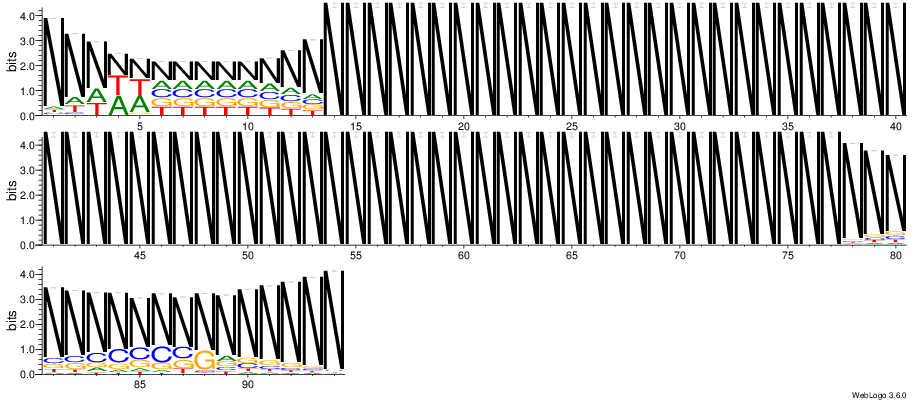 bits
4.0
3.0
2.0
1.0
0.0
N N N N N N N N N N N N N N N N N N N N N N N N N N N N N N N N N N N N N N N N
A A A T T A A A A A A A A
T T A A C C C C C C C C
G G G G G G G G
T T T T T T T T
5 10 15 20 25 30 35 40
bits
4.0
3.0
2.0
1.0
0.0
N N N N N N N N N N N N N N N N N N N N N N N N N N N N N N N N N N N N N N N N
45 50 55 60 65 70 75 80
bits
4.0
3.0
2.0
1.0
0.0
N N N N N N N N N N N N N N
C C C C C C C G A G G
85 90
WebLogo 3.6.0